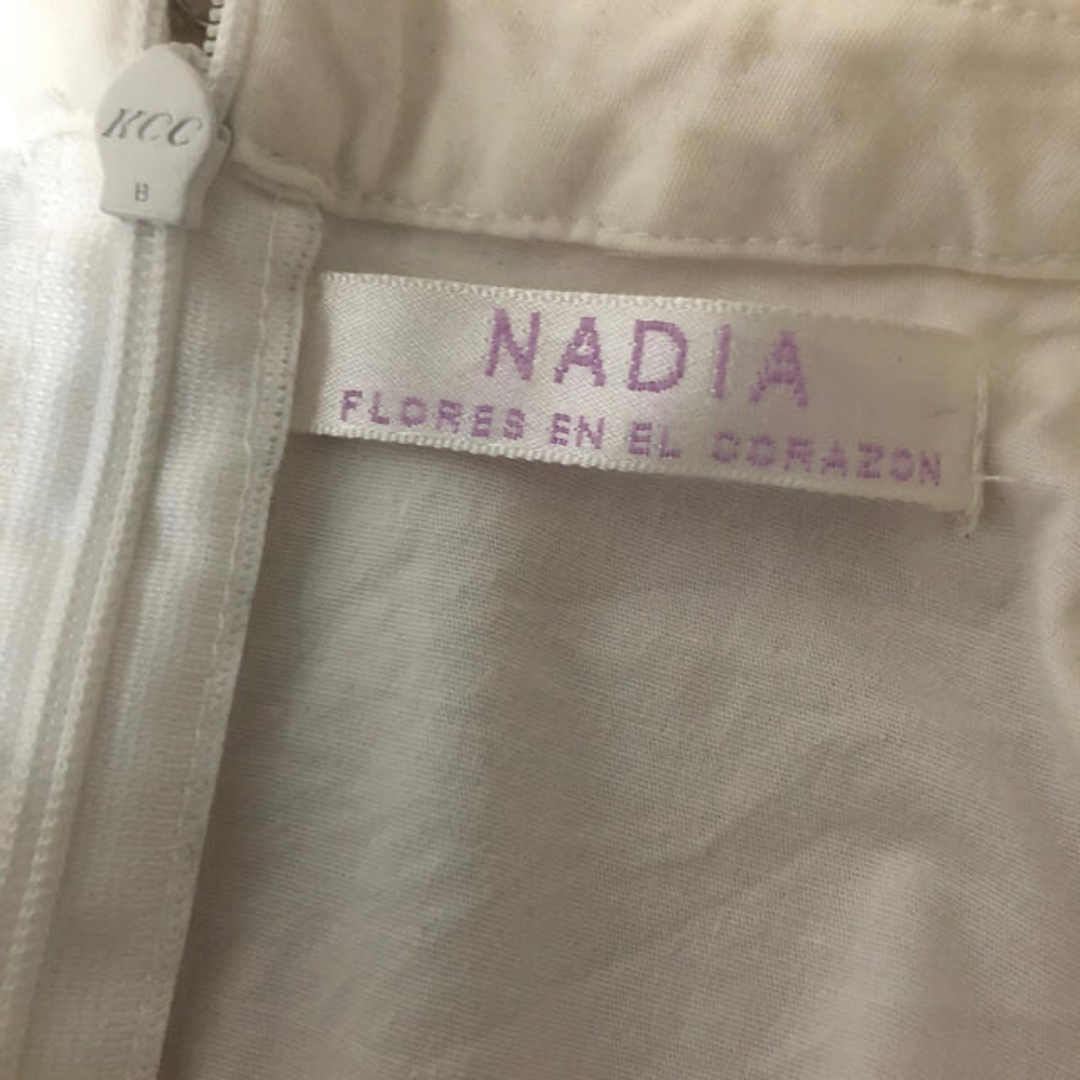 KCC
B
NADIA
FLORES EN EL CORAZON